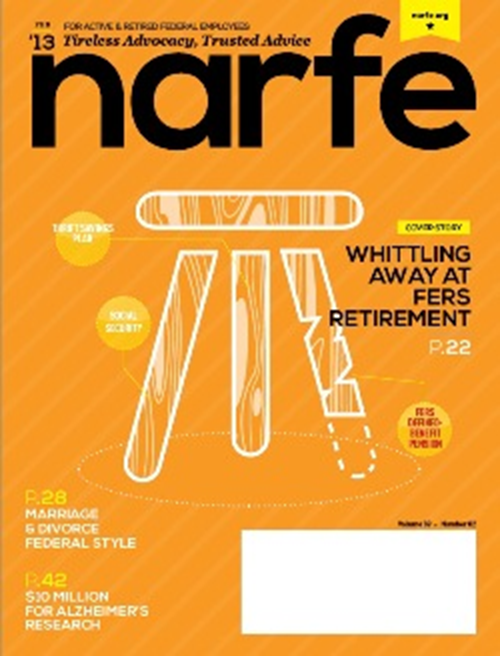 FEB
'13
FOR ACTIVE & RETIRED FEDERAL EMPLOYEES
Tireless Advocacy, Trusted Advice
narfe.org
narfe
THRIFT SAVINGS
PLAN
SOCIAL
SECURITY
COVER STORY
WHITTLING
AWAY AT
FERS
RETIREMENT
P.22
FERS
DEFINED-
BENEFIT
PENSION
P.28
MARRIAGE
& DIVORCE
FEDERAL STYLE
P.42
$10 MILLION
FOR ALZHEIMER'S
RESEARCH
Volume Number